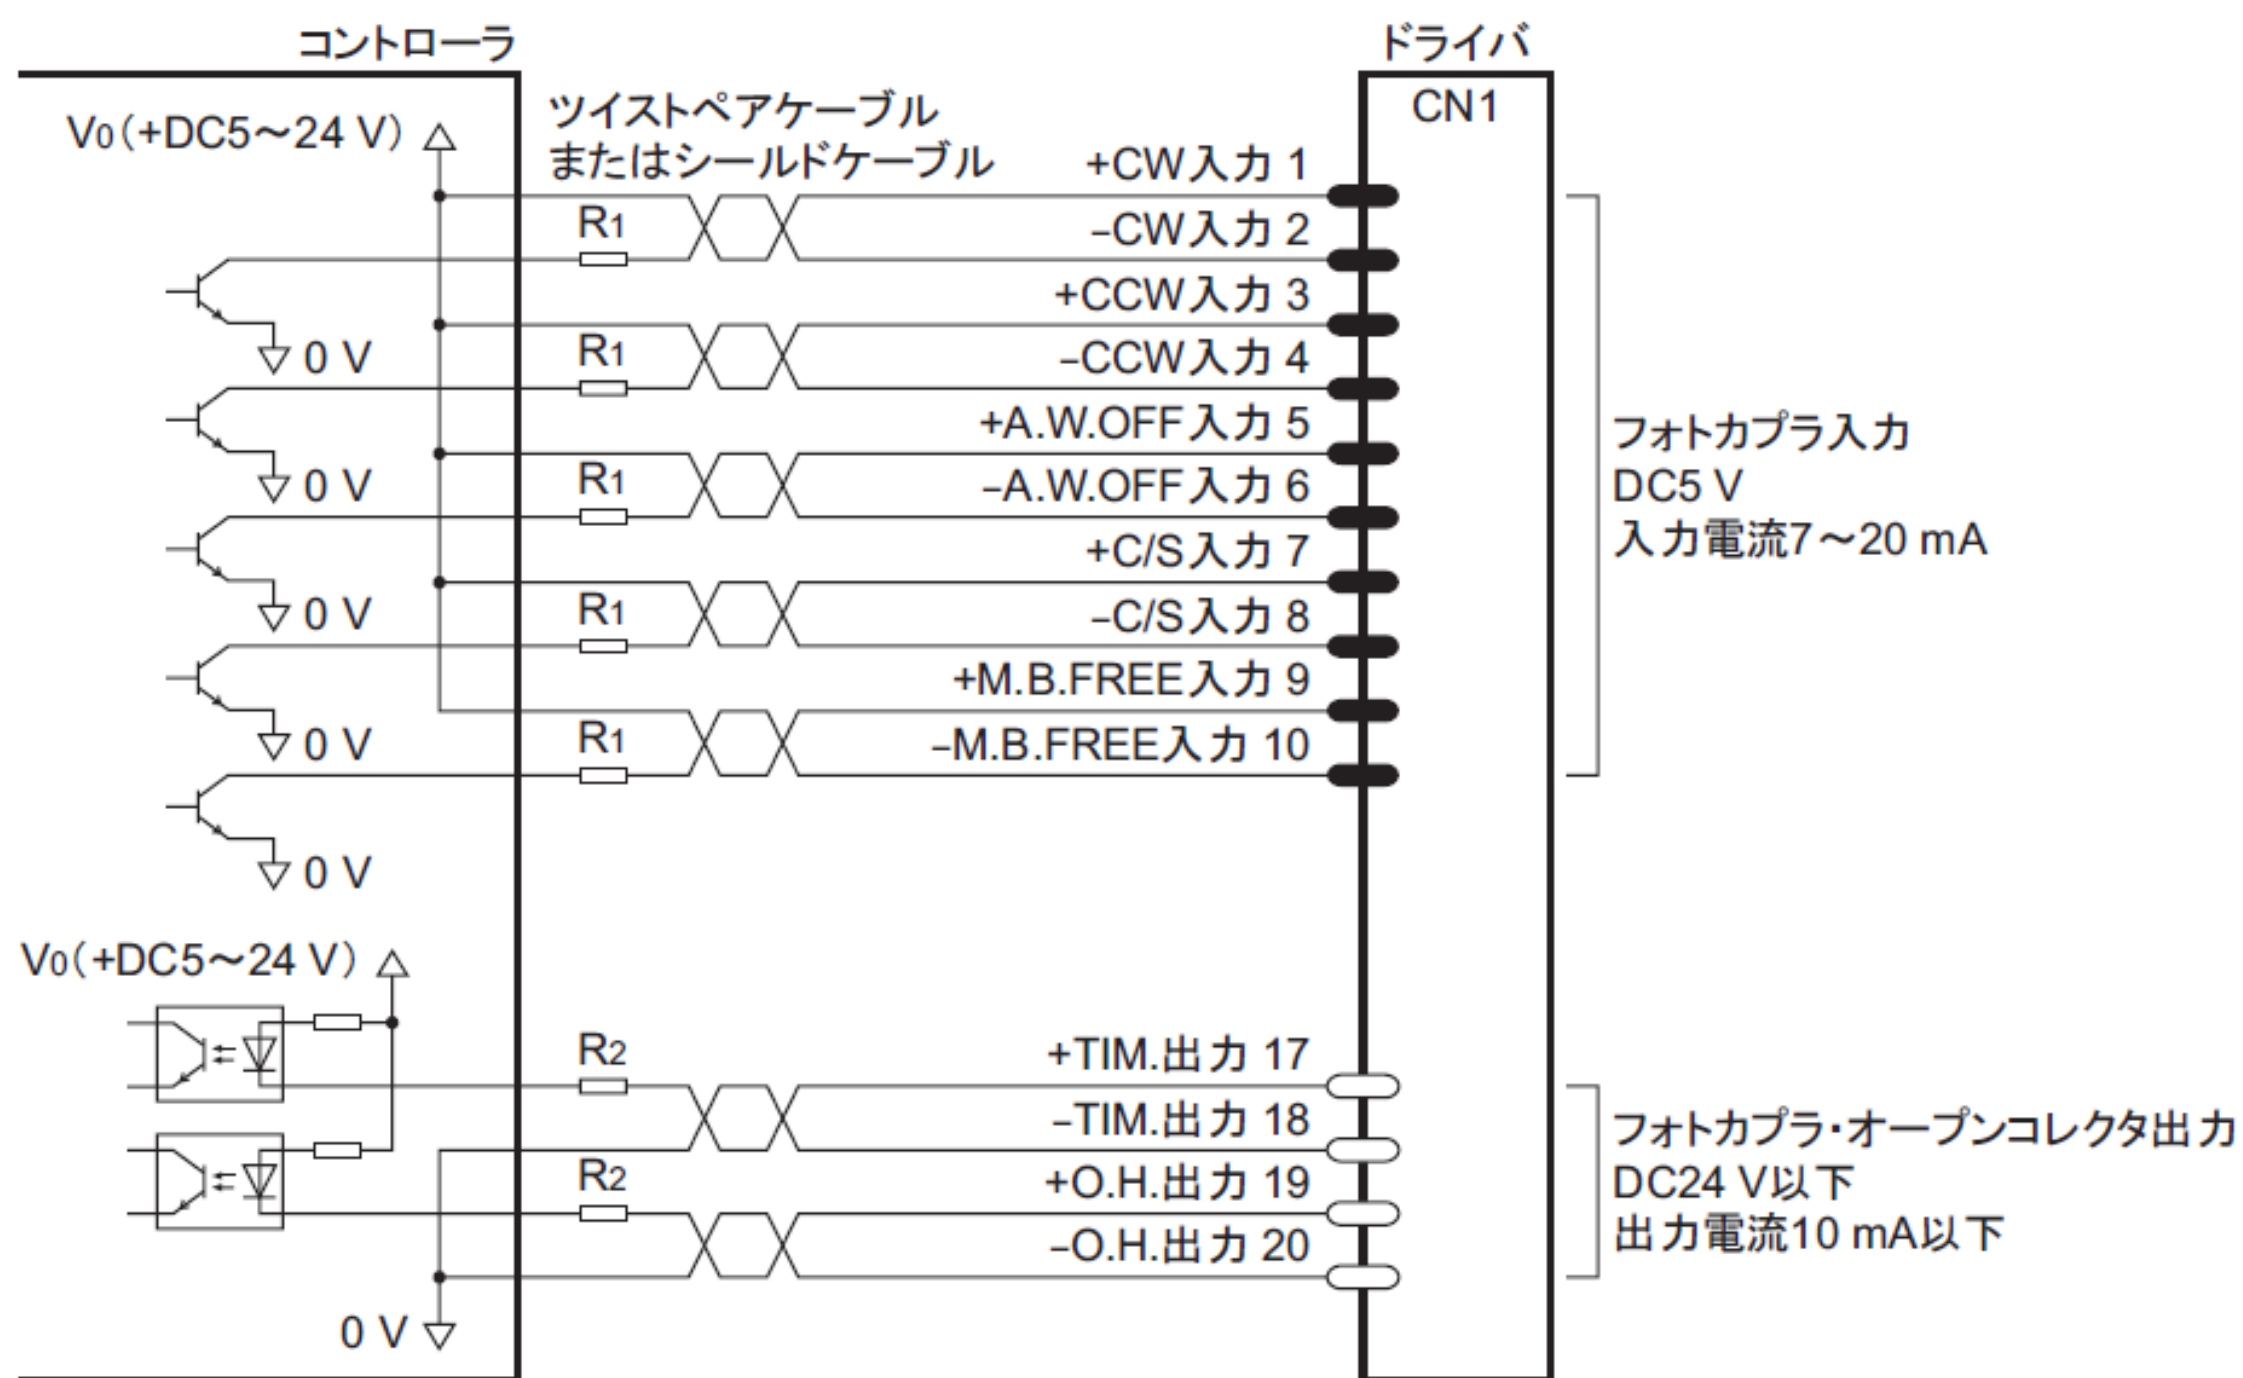 コントローラ
ドライバ
CN1
V0(+DC5～24 V)
ツイストペアケーブル
またはシールドケーブル
+CW入力 1
R1
−CW入力 2
+CCW入力 3
0 V
R1
−CCW入力 4
+A.W.OFF入力 5
0 V
R1
−A.W.OFF入力 6
+C/S入力 7
0 V
R1
−C/S入力 8
+M.B.FREE入力 9
0 V
R1
−M.B.FREE入力 10
0 V
フォトカプラ入力
DC5 V
入力電流7～20 mA
V0(+DC5～24 V)
R2
+TIM.出力 17
−TIM.出力 18
R2
+O.H.出力 19
−O.H.出力 20
0 V
フォトカプラ・オープンコレクタ出力
DC24 V以下
出力電流10 mA以下